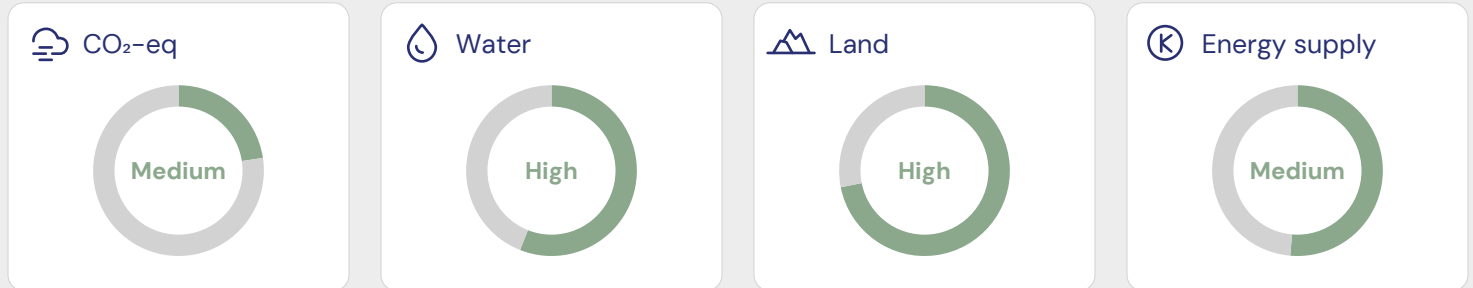 CO₂-eq
Medium
Water
High
Land
High
Energy supply
Medium